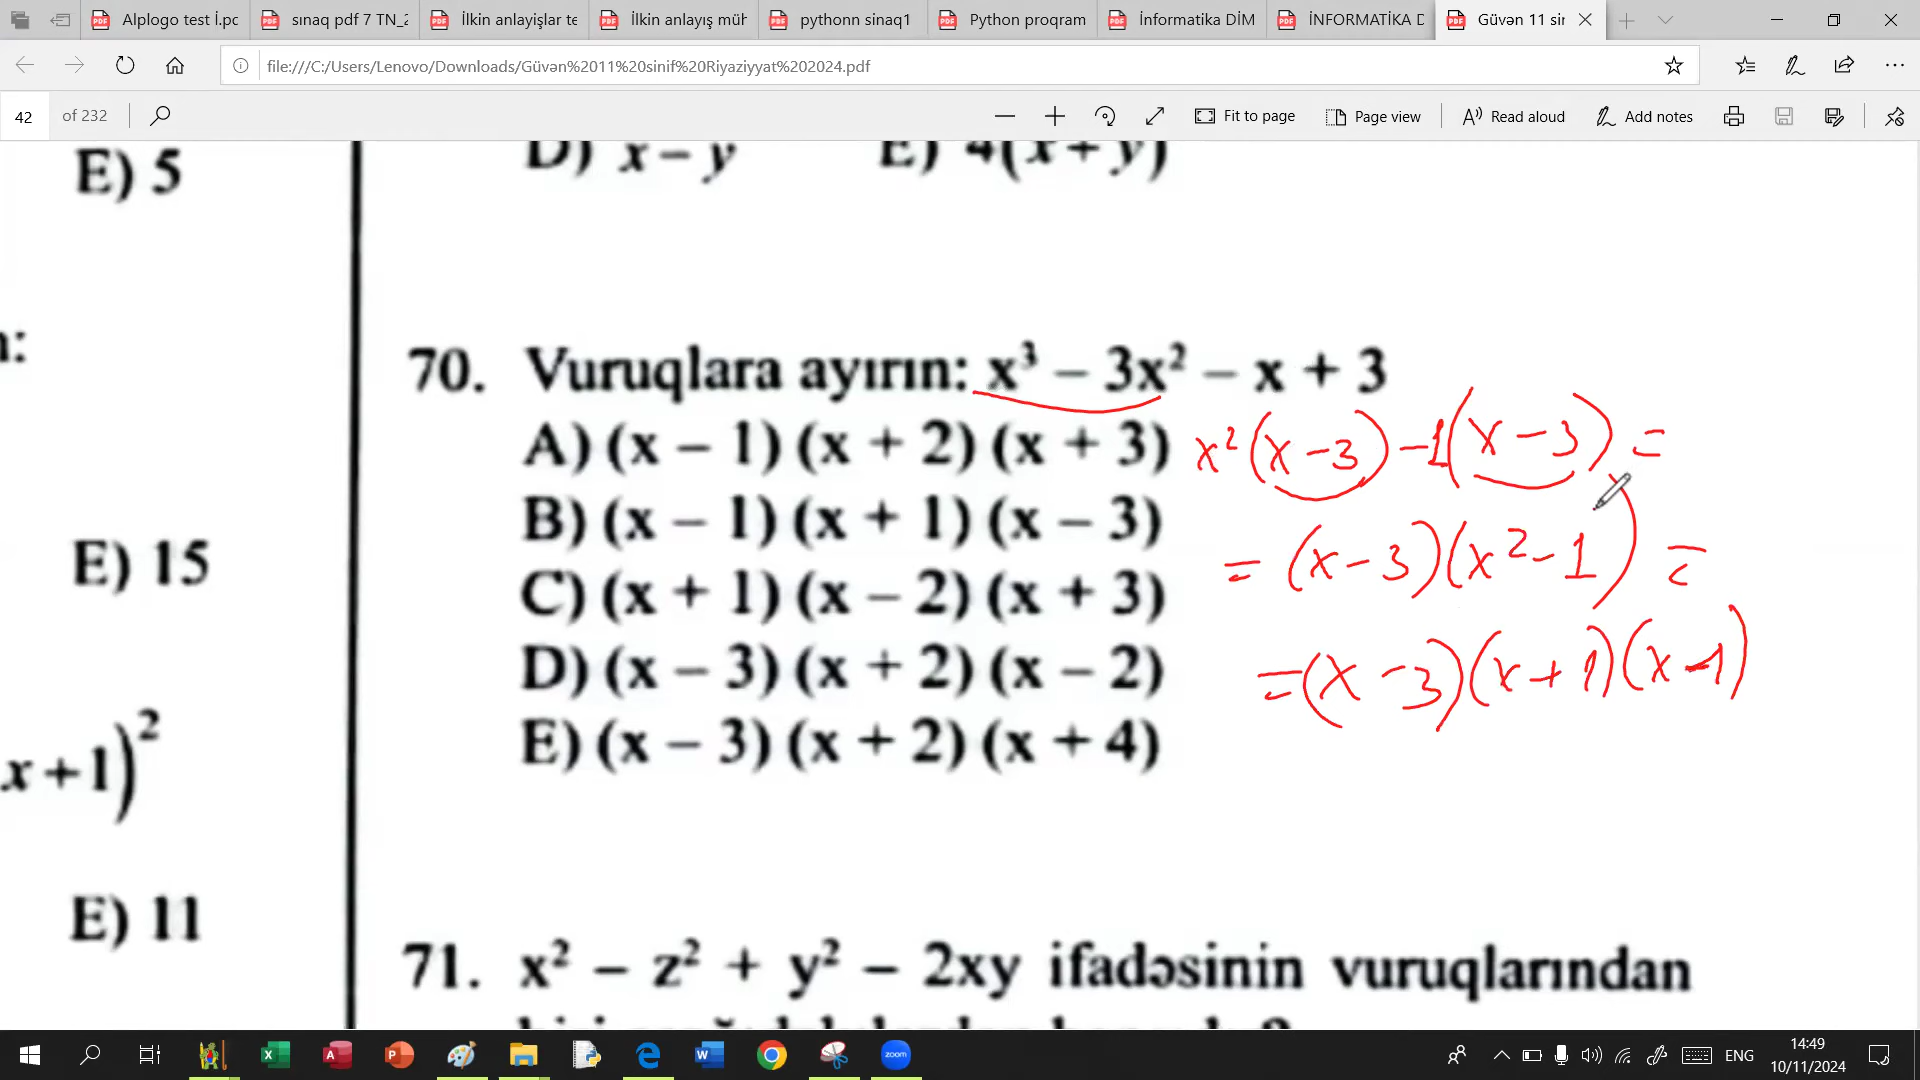 Alplogo test İ.pc
sınaq pdf 7 TN_2
İlkin anlayişlar te
İlkin anlayış müh
pythonn sinaq1
Python proqram
İnformatika DİM
İNFORMATİKA D
Güvən 11 sin
file:///C:/Users/Lenovo/Downloads/Güvən%2011%20sinif%20Riyaziyyat%202024.pdf
42 of 232
Fit to page
Page view
Read aloud
Add notes
E) 5
D) x – y E) 4(x + y)
n:
E) 15
x+1)²
E) 11
70. Vuruqlara ayırın: x³ – 3x² – x + 3
A) (x – 1) (x + 2) (x + 3)
B) (x – 1) (x + 1) (x – 3)
C) (x + 1) (x – 2) (x + 3)
D) (x – 3) (x + 2) (x – 2)
E) (x – 3) (x + 2) (x + 4)
x²(x-3)-1(x-3)=
=(x-3)(x²-1)=
=(x-3)(x+1)(x-1)
71. x² – z² + y² – 2xy ifadəsinin vuruqlarından
zoom
ENG
14:49
10/11/2024